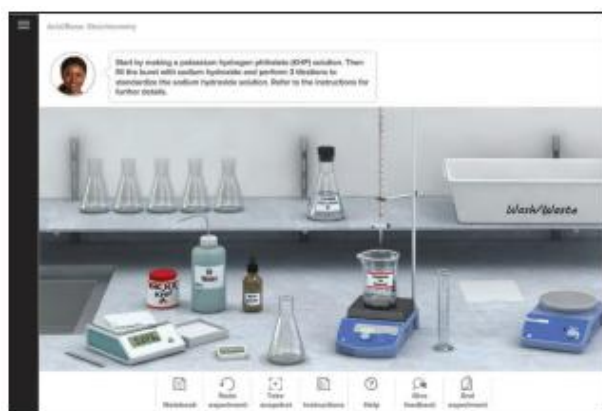 Acid/Base Stoichiometry
Start by making a potassium hydrogen phthalate (KHP) solution. Then
fill the buret with sodium hydroxide and perform 3 titrations to
standardize the sodium hydroxide solution. Refer to the instructions for
further details.
Wash/Waste
KHP
Water
Notebook
Redo
experiment
Take
snapshot
Instructions
Help
Give
feedback
End
experiment